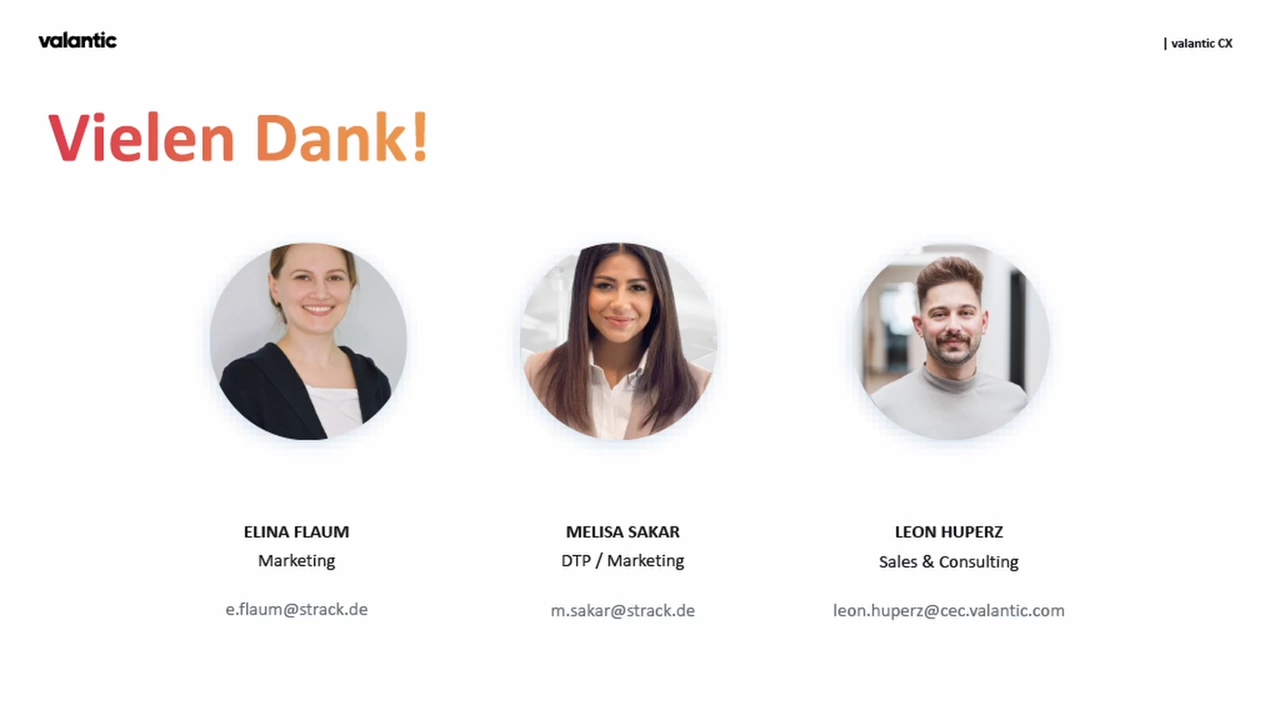 valantic
| valantic CX
Vielen Dank!
ELINA FLAUM
Marketing
e.flaum@strack.de
MELISA SAKAR
DTP / Marketing
m.sakar@strack.de
LEON HUPERZ
Sales & Consulting
leon.huperz@cec.valantic.com